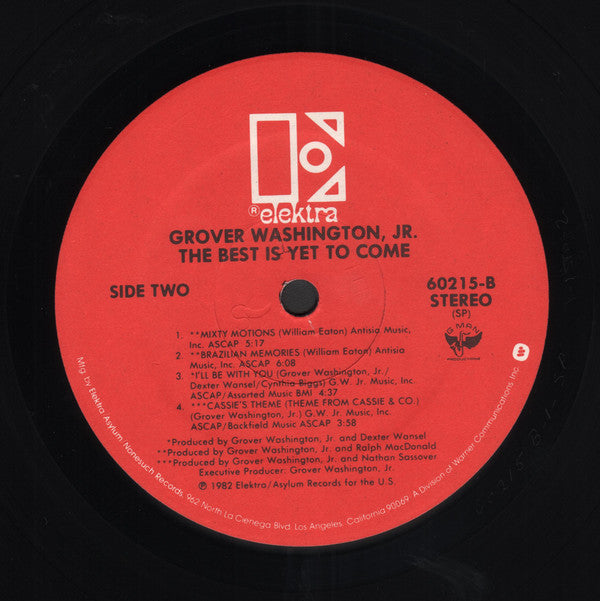 ® elektra
GROVER WASHINGTON, JR.
THE BEST IS YET TO COME
SIDE TWO
60215-B
STEREO
(SP)
G MAN
PRODUCTIONS
1. **MIXTY MOTIONS (William Eaton) Antisia Music,
Inc. ASCAP 5:17
2. **BRAZILIAN MEMORIES (William Eaton) Antisia
Music, Inc. ASCAP 6:08
3. *I'LL BE WITH YOU (Grover Washington, Jr./
Dexter Wansel/Cynthia Biggs) G.W. Jr. Music, Inc.
ASCAP/Assorted Music BMI 4:37
4. ***CASSIE'S THEME (THEME FROM CASSIE & CO.)
(Grover Washington, Jr.) G.W. Jr. Music, Inc.
ASCAP/Backfield Music ASCAP 3:58
*Produced by Grover Washington, Jr. and Dexter Wansel
**Produced by Grover Washington, Jr. and Ralph MacDonald
***Produced by Grover Washington, Jr. and Nathan Sassover
Executive Producer: Grover Washington, Jr.
℗ 1982 Elektra/Asylum Records for the U.S.
Mfg. by Elektra/Asylum/Nonesuch Records, 962 North La Cienega Blvd. Los Angeles, California 90069. A Division of Warner Communications Inc.